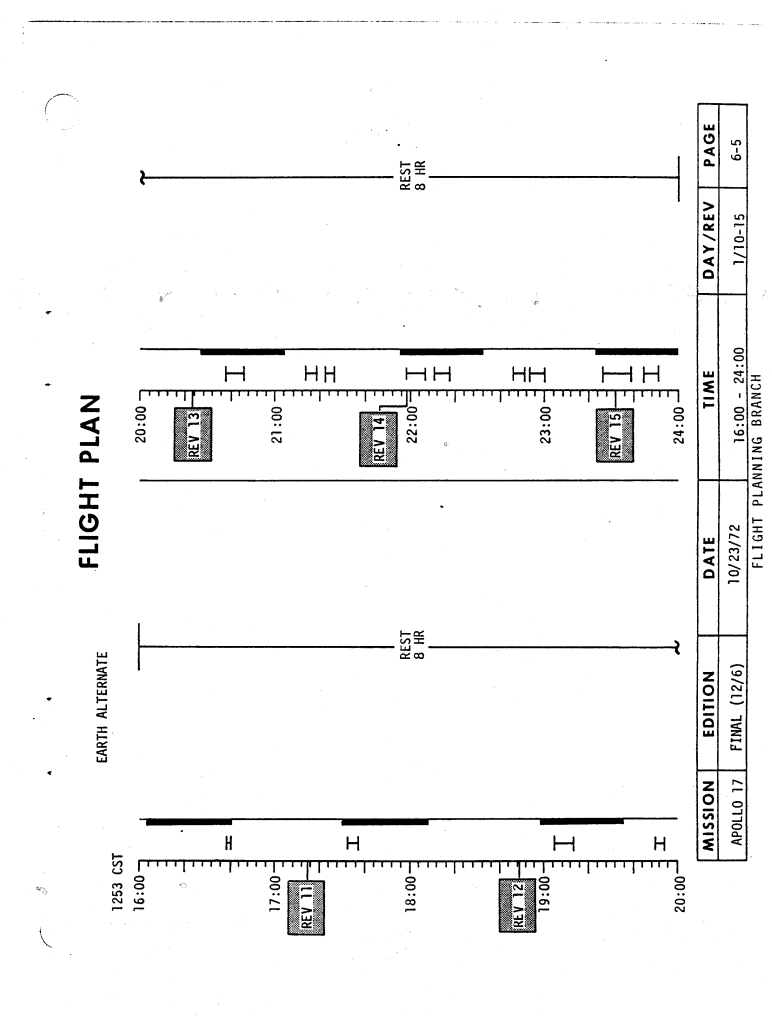 FLIGHT PLAN
EARTH ALTERNATE
1253 CST
16:00
REV 11
17:00
18:00
REV 12
19:00
20:00
REST
8 HR
20:00
REV 13
21:00
REV 14
22:00
23:00
REV 15
24:00
REST
8 HR
MISSION EDITION DATE TIME DAY/REV PAGE
APOLLO 17 FINAL (12/6) 10/23/72 16:00 - 24:00 1/10-15 6-5
FLIGHT PLANNING BRANCH